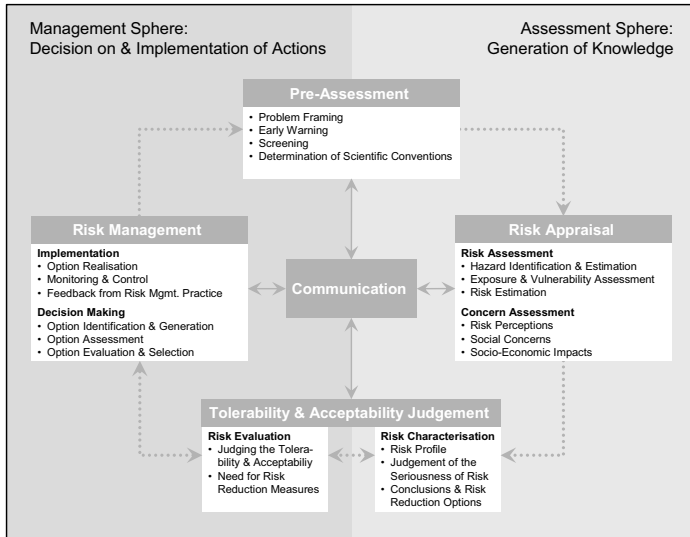 Management Sphere:
Decision on & Implementation of Actions
Assessment Sphere:
Generation of Knowledge
Pre-Assessment
• Problem Framing
• Early Warning
• Screening
• Determination of Scientific Conventions
Risk Management
Implementation
• Option Realisation
• Monitoring & Control
• Feedback from Risk Mgmt. Practice
Decision Making
• Option Identification & Generation
• Option Assessment
• Option Evaluation & Selection
Communication
Risk Appraisal
Risk Assessment
• Hazard Identification & Estimation
• Exposure & Vulnerability Assessment
• Risk Estimation
Concern Assessment
• Risk Perceptions
• Social Concerns
• Socio-Economic Impacts
Tolerability & Acceptability Judgement
Risk Evaluation
• Judging the Tolera-
bility & Acceptabiliy
• Need for Risk
Reduction Measures
Risk Characterisation
• Risk Profile
• Judgement of the
Seriousness of Risk
• Conclusions & Risk
Reduction Options